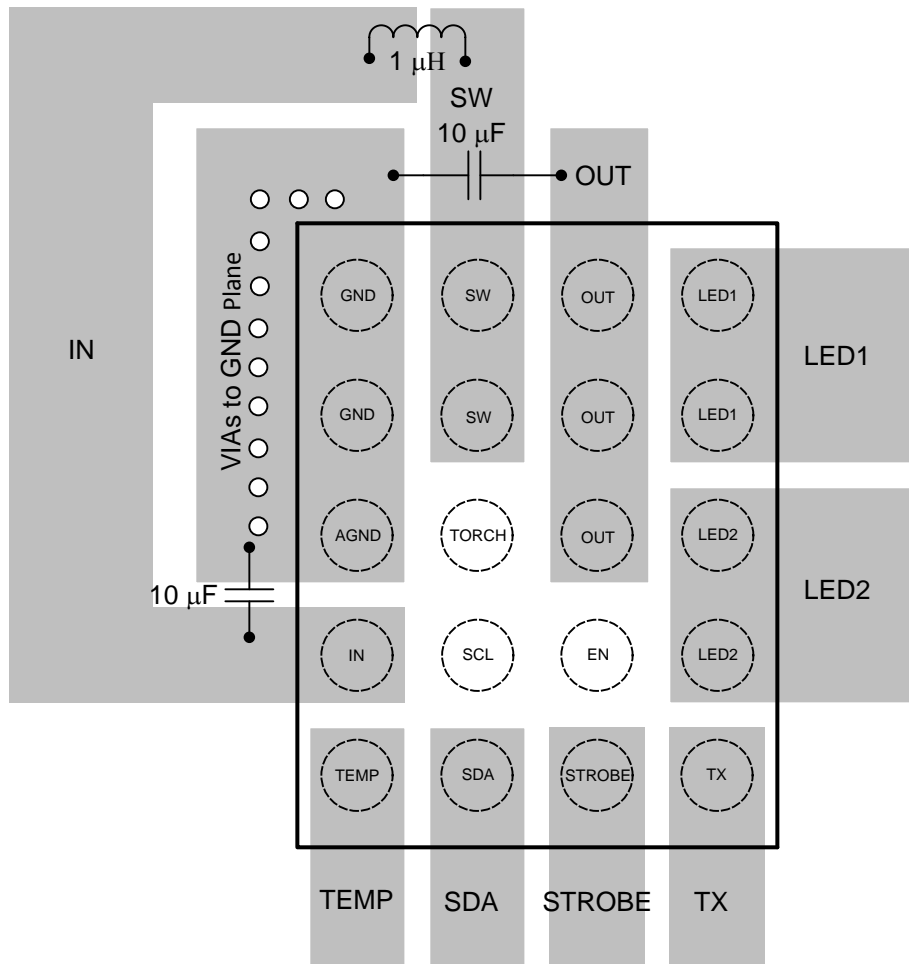 1 μH
SW
10 μF
OUT
VIAs to GND Plane
IN
GND SW OUT LED1
LED1
GND SW OUT LED1
AGND TORCH OUT LED2
10 μF
LED2
IN SCL EN LED2
TEMP SDA STROBE TX
TEMP SDA STROBE TX